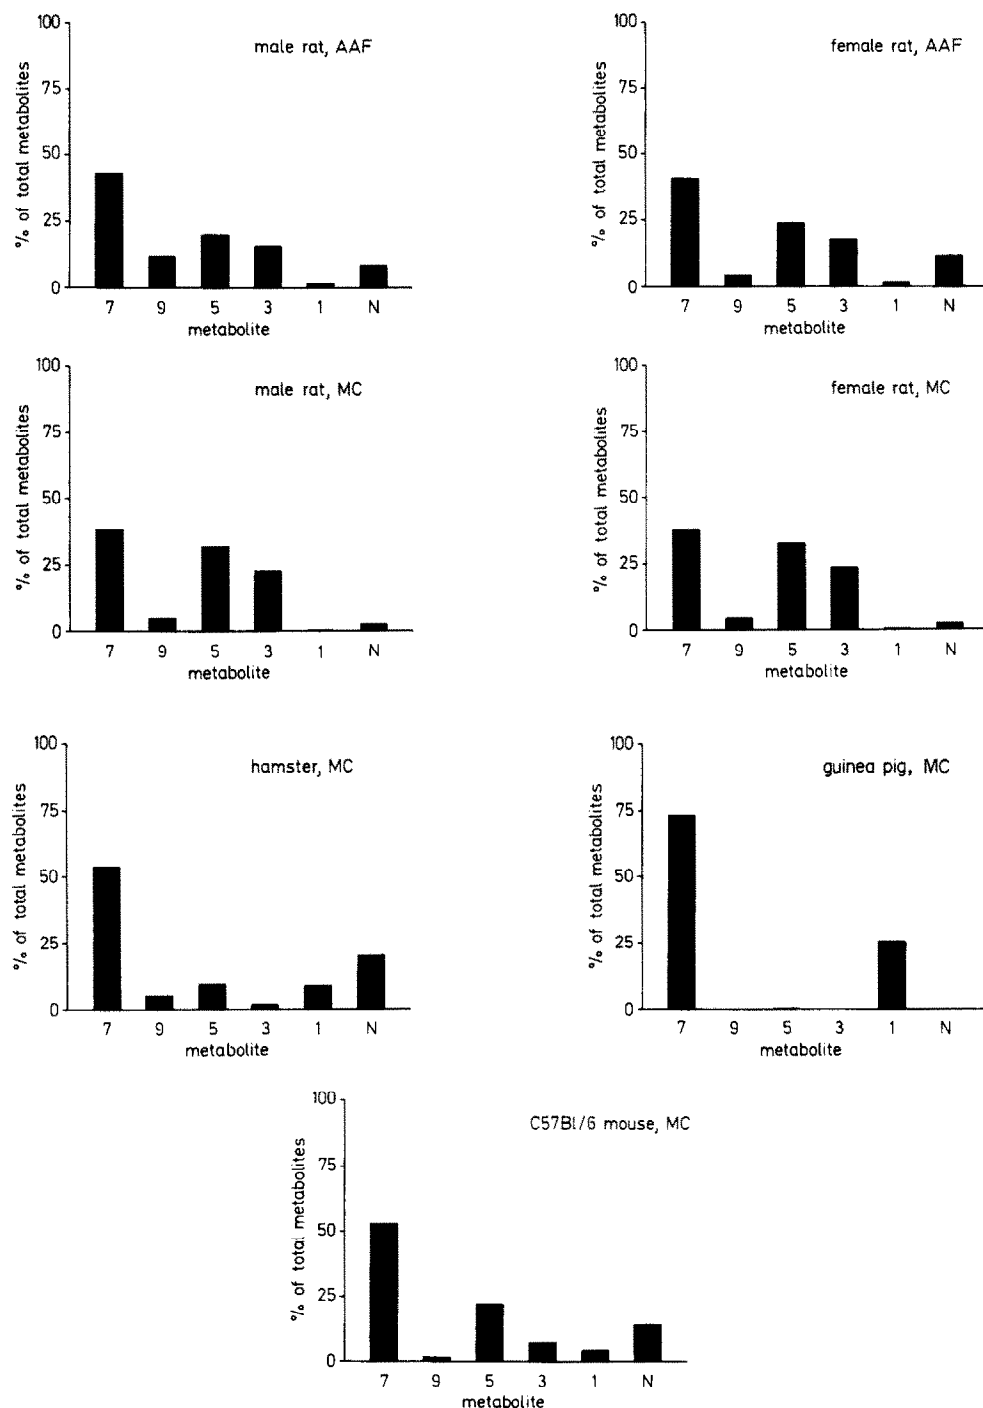 100
75
50
25
0
% of total metabolites
male rat, AAF
7 9 5 3 1 N
metabolite
100
75
50
25
0
% of total metabolites
female rat, AAF
7 9 5 3 1 N
metabolite
100
75
50
25
0
% of total metabolites
male rat, MC
7 9 5 3 1 N
metabolite
100
75
50
25
0
% of total metabolites
female rat, MC
7 9 5 3 1 N
metabolite
100
75
50
25
0
% of total metabolites
hamster, MC
7 9 5 3 1 N
metabolite
100
75
50
25
0
% of total metabolites
guinea pig, MC
7 9 5 3 1 N
metabolite
100
75
50
25
0
% of total metabolites
C57Bl/6 mouse, MC
7 9 5 3 1 N
metabolite